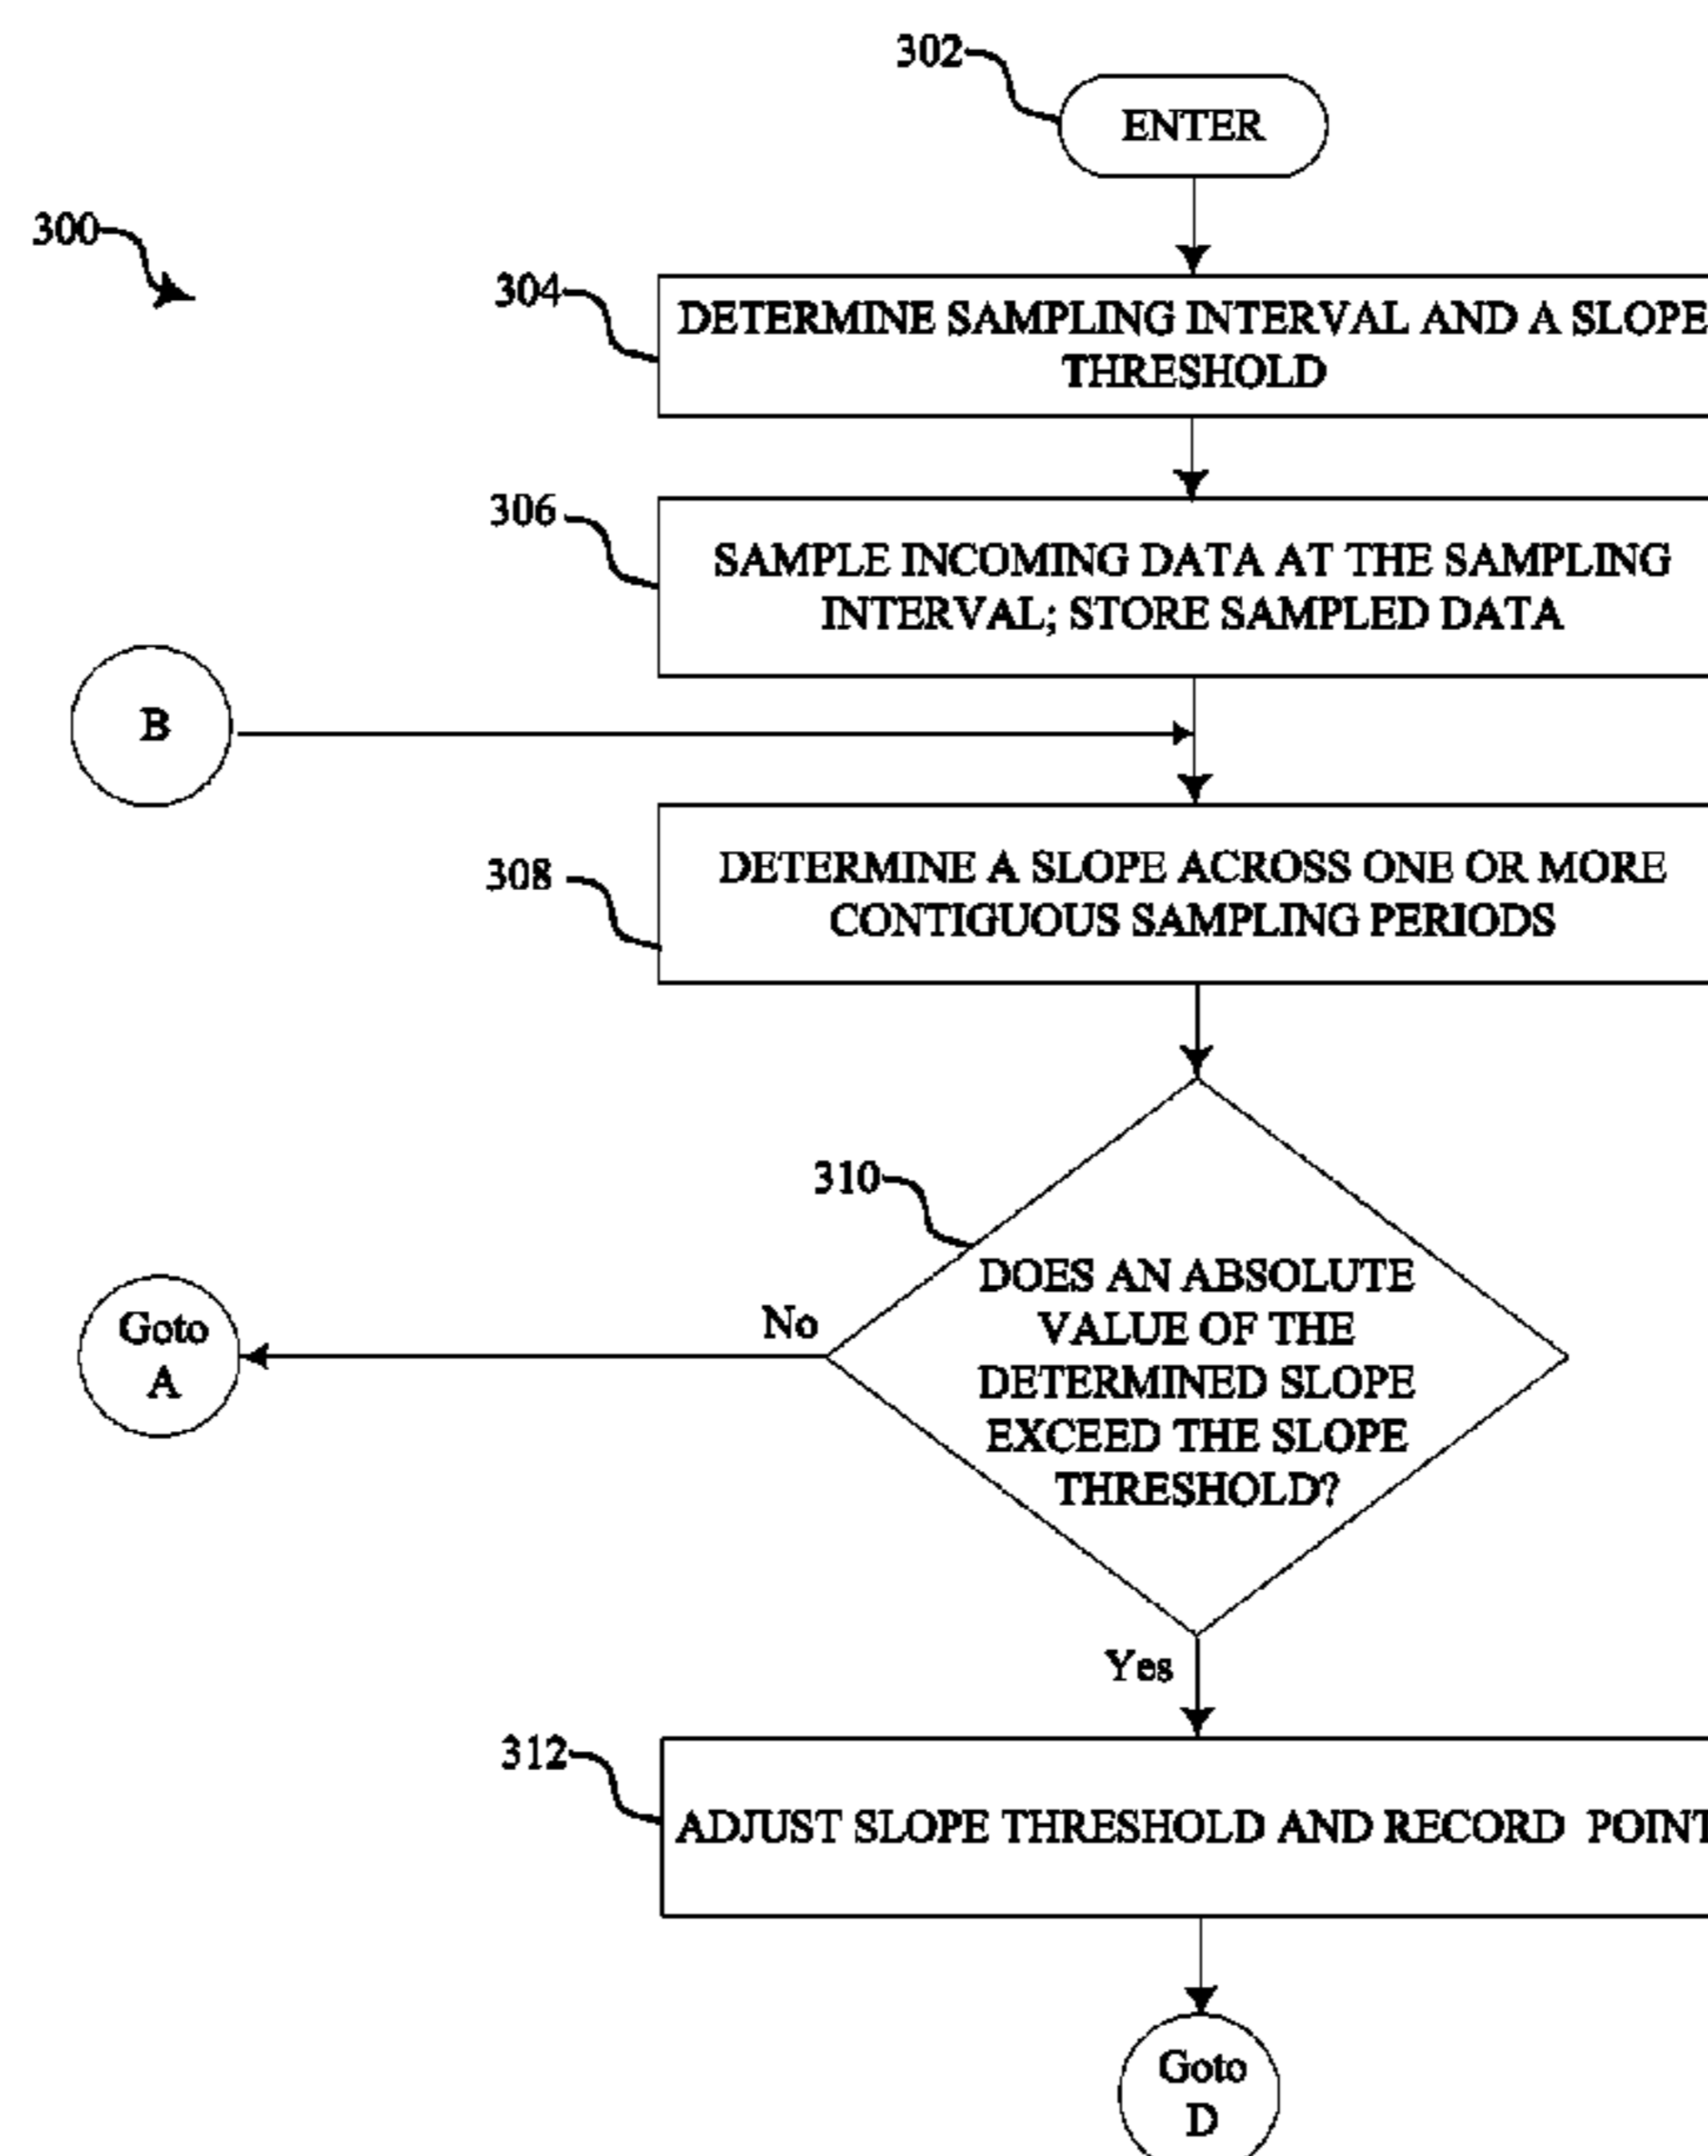 302
ENTER
300
304
DETERMINE SAMPLING INTERVAL AND A SLOPE
THRESHOLD
306
SAMPLE INCOMING DATA AT THE SAMPLING
INTERVAL; STORE SAMPLED DATA
B
308
DETERMINE A SLOPE ACROSS ONE OR MORE
CONTIGUOUS SAMPLING PERIODS
310
DOES AN ABSOLUTE
VALUE OF THE
DETERMINED SLOPE
EXCEED THE SLOPE
THRESHOLD?
No
Goto
A
Yes
312
ADJUST SLOPE THRESHOLD AND RECORD POINT
Goto
D